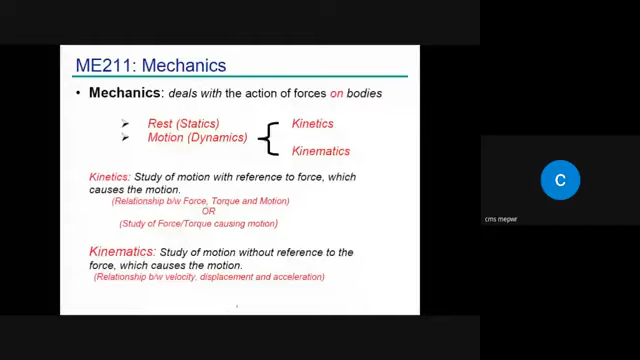 ME211: Mechanics
• Mechanics: deals with the action of forces on bodies
➢ Rest (Statics)
➢ Motion (Dynamics)
Kinetics
Kinematics
Kinetics: Study of motion with reference to force, which
causes the motion.
(Relationship b/w Force, Torque and Motion)
OR
(Study of Force/Torque causing motion)
Kinematics: Study of motion without reference to the
force, which causes the motion.
(Relationship b/w velocity, displacement and acceleration)
C
cms mepwr